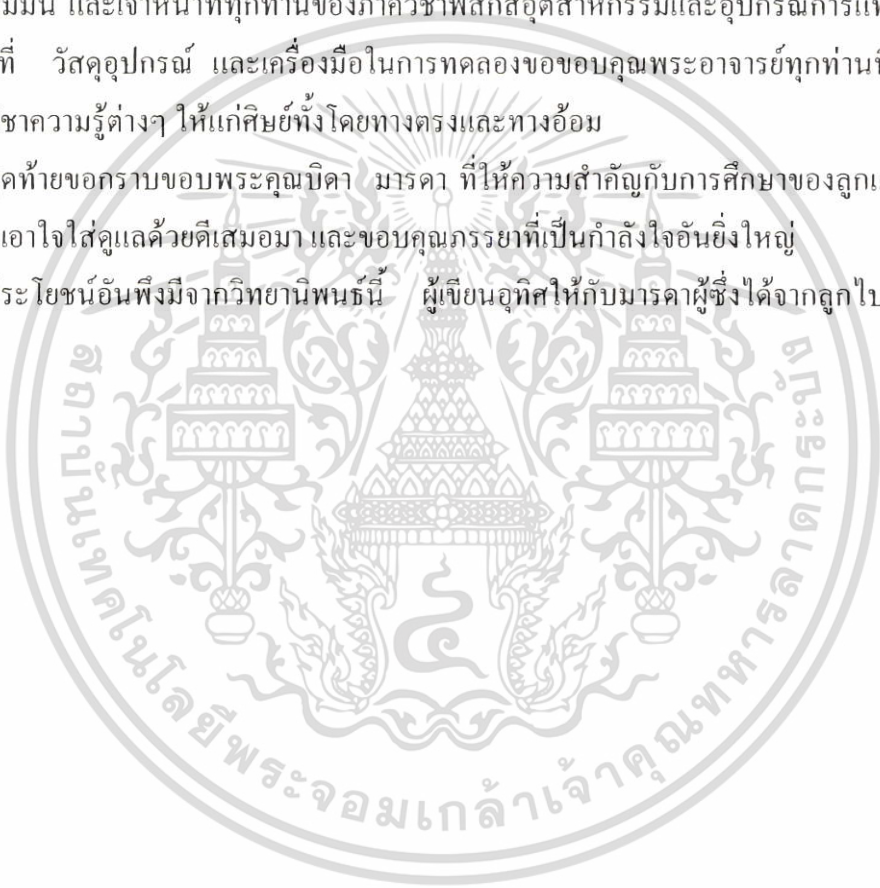 และเจ้าหน้าที่ทุกท่านของภาควิชาฟิสิกส์อุตสาหกรรมและอุปกรณ์การแพ
ที่ วัสดุอุปกรณ์ และเครื่องมือในการทดลองขอขอบคุณพระอาจารย์ทุกท่านที
ชาความรู้ต่างๆ ให้แก่ศิษย์ทั้งโดยทางตรงและทางอ้อม
ดท้ายขอกราบขอบพระคุณบิดา มารดา ที่ให้ความสำคัญกับการศึกษาของลูก
เอาใจใส่ดูแลด้วยดีเสมอมา และขอบคุณภรรยาที่เป็นกำลังใจอันยิ่งใหญ่
ระโยชน์อันพึงมีจากวิทยานิพนธ์นี้ ผู้เขียนอุทิศให้กับมารดาผู้ซึ่งได้จากลูกไป
สถาบันเทคโนโลยีพระจอมเกล้าเจ้าคุณทหารลาดกระบัง